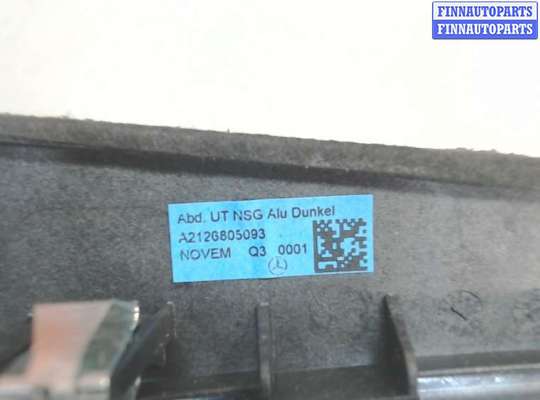 FINNAUTOPARTS
FINNAUTOPARTS
Abd. UT NSG Alu Dunkel
A2126805093
NOVEM Q3 0001